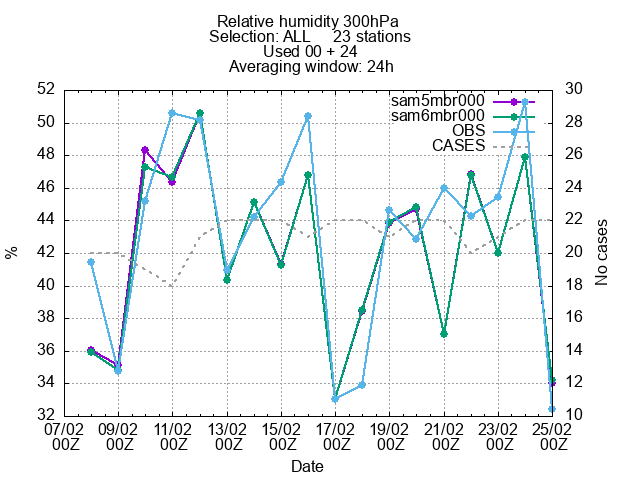 Relative humidity 300hPa
Selection: ALL 23 stations
Used 00 + 24
Averaging window: 24h
52
50
48
46
44
42
40
38
36
34
32
%
30
28
26
24
22
20
18
16
14
12
10
No cases
sam5mbr000
sam6mbr000
OBS
CASES
07/02 09/02 11/02 13/02 15/02 17/02 19/02 21/02 23/02 25/02
00Z 00Z 00Z 00Z 00Z 00Z 00Z 00Z 00Z 00Z
Date